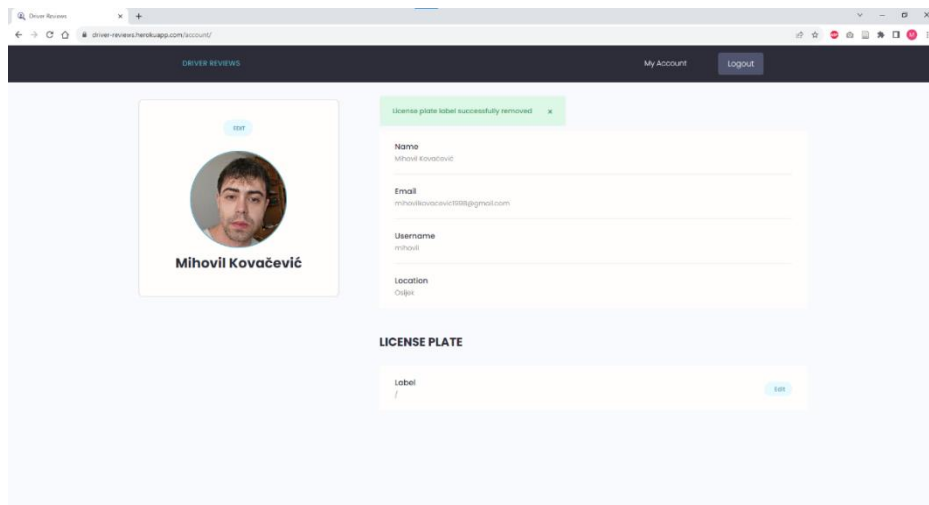 Driver Reviews
driver-reviews.herokuapp.com/account/
DRIVER REVIEWS
My Account
Logout
EDIT
Mihovil Kovačević
License plate label successfully removed ×
Name
Mihovil Kovačević
Email
mihovilkovacevic1998@gmail.com
Username
mihovil
Location
Osijek
LICENSE PLATE
Label
/
EDIT